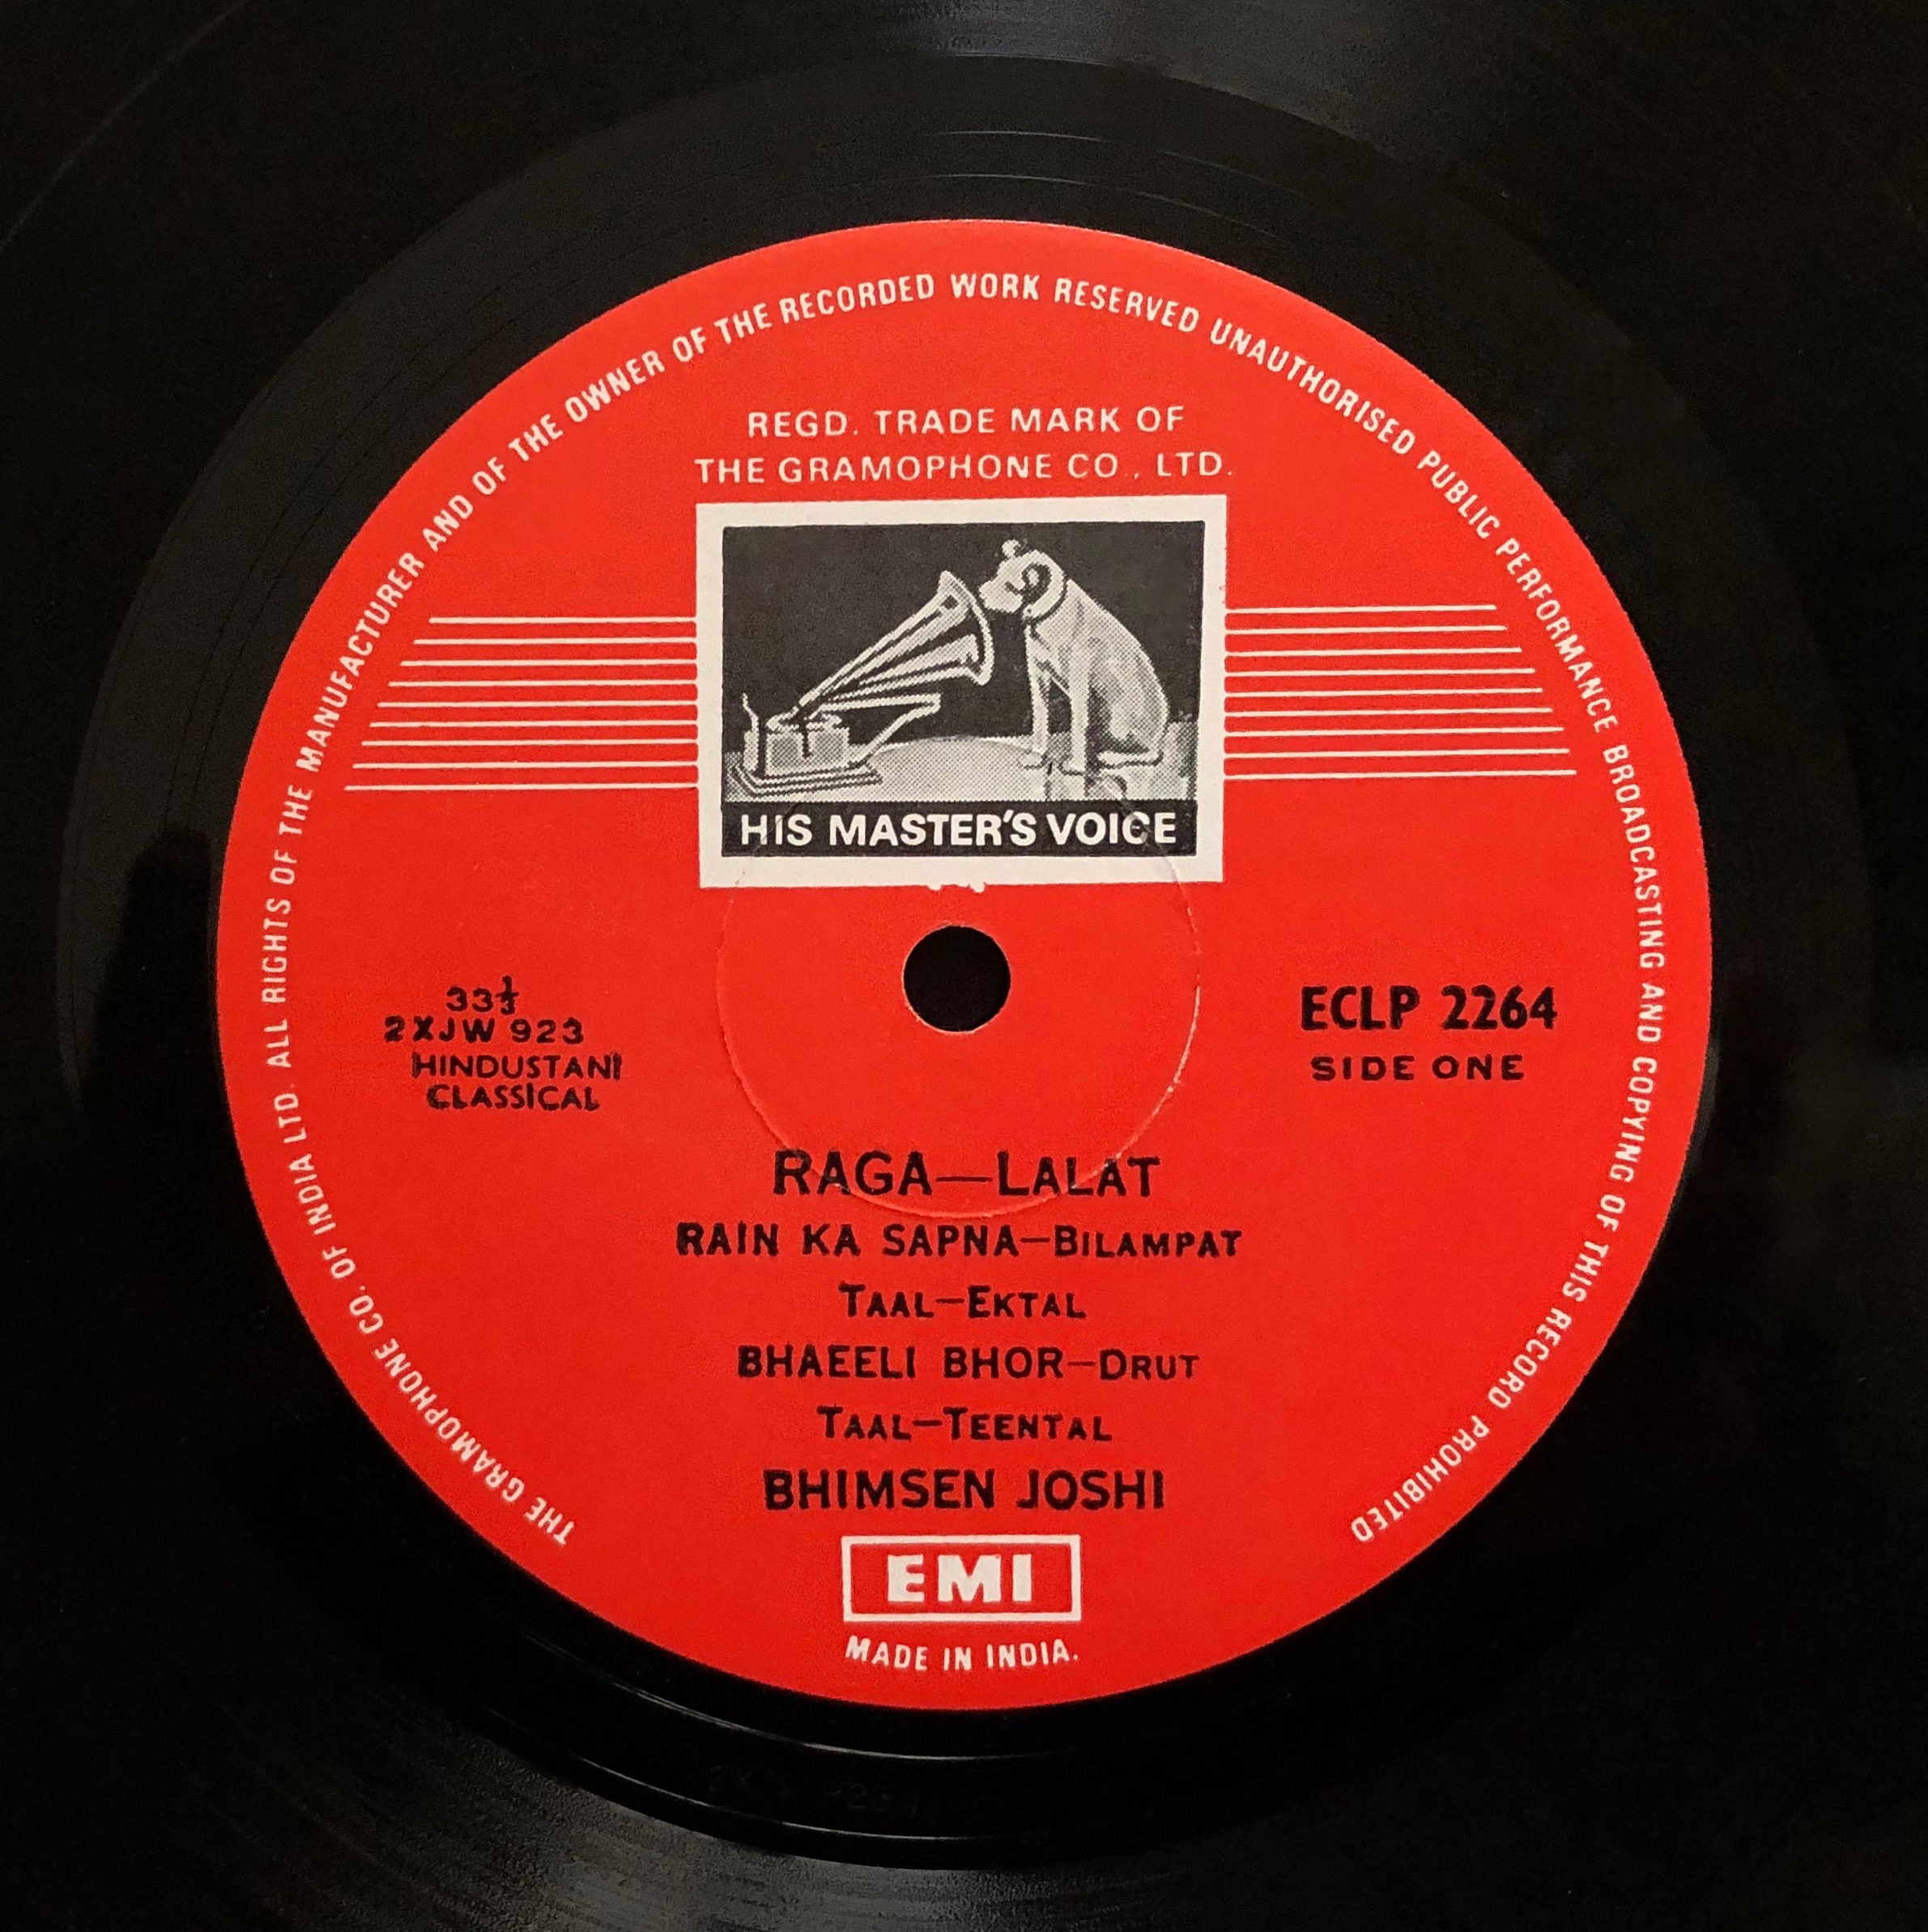 THE GRAMOPHONE CO. OF INDIA LTD. ALL RIGHTS OF THE MANUFACTURER AND OF THE OWNER OF THE RECORDED WORK RESERVED UNAUTHORISED PUBLIC PERFORMANCE BROADCASTING AND COPYING OF THIS RECORD PROHIBITED
REGD. TRADE MARK OF
THE GRAMOPHONE CO., LTD.
HIS MASTER'S VOICE
33⅓
2XJW 923
HINDUSTANI
CLASSICAL
ECLP 2264
SIDE ONE
RAGA—LALAT
RAIN KA SAPNA—BILAMPAT
TAAL—EKTAL
BHAEELI BHOR—DRUT
TAAL—TEENTAL
BHIMSEN JOSHI
EMI
MADE IN INDIA.